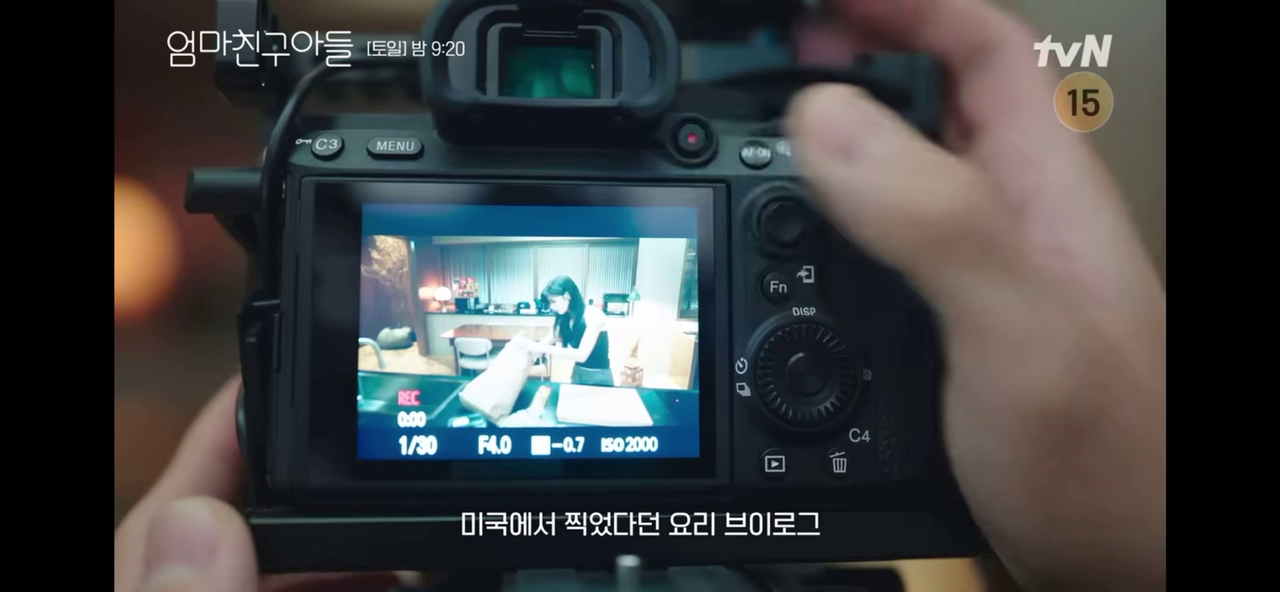 엄마친구아들 [토일] 밤 9:20
tvN
15
C3
MENU
AF-ON
Fn
DISP
REC
0:00
1/30 F4.0 -0.7 ISO 2000
C4
미국에서 찍었다던 요리 브이로그